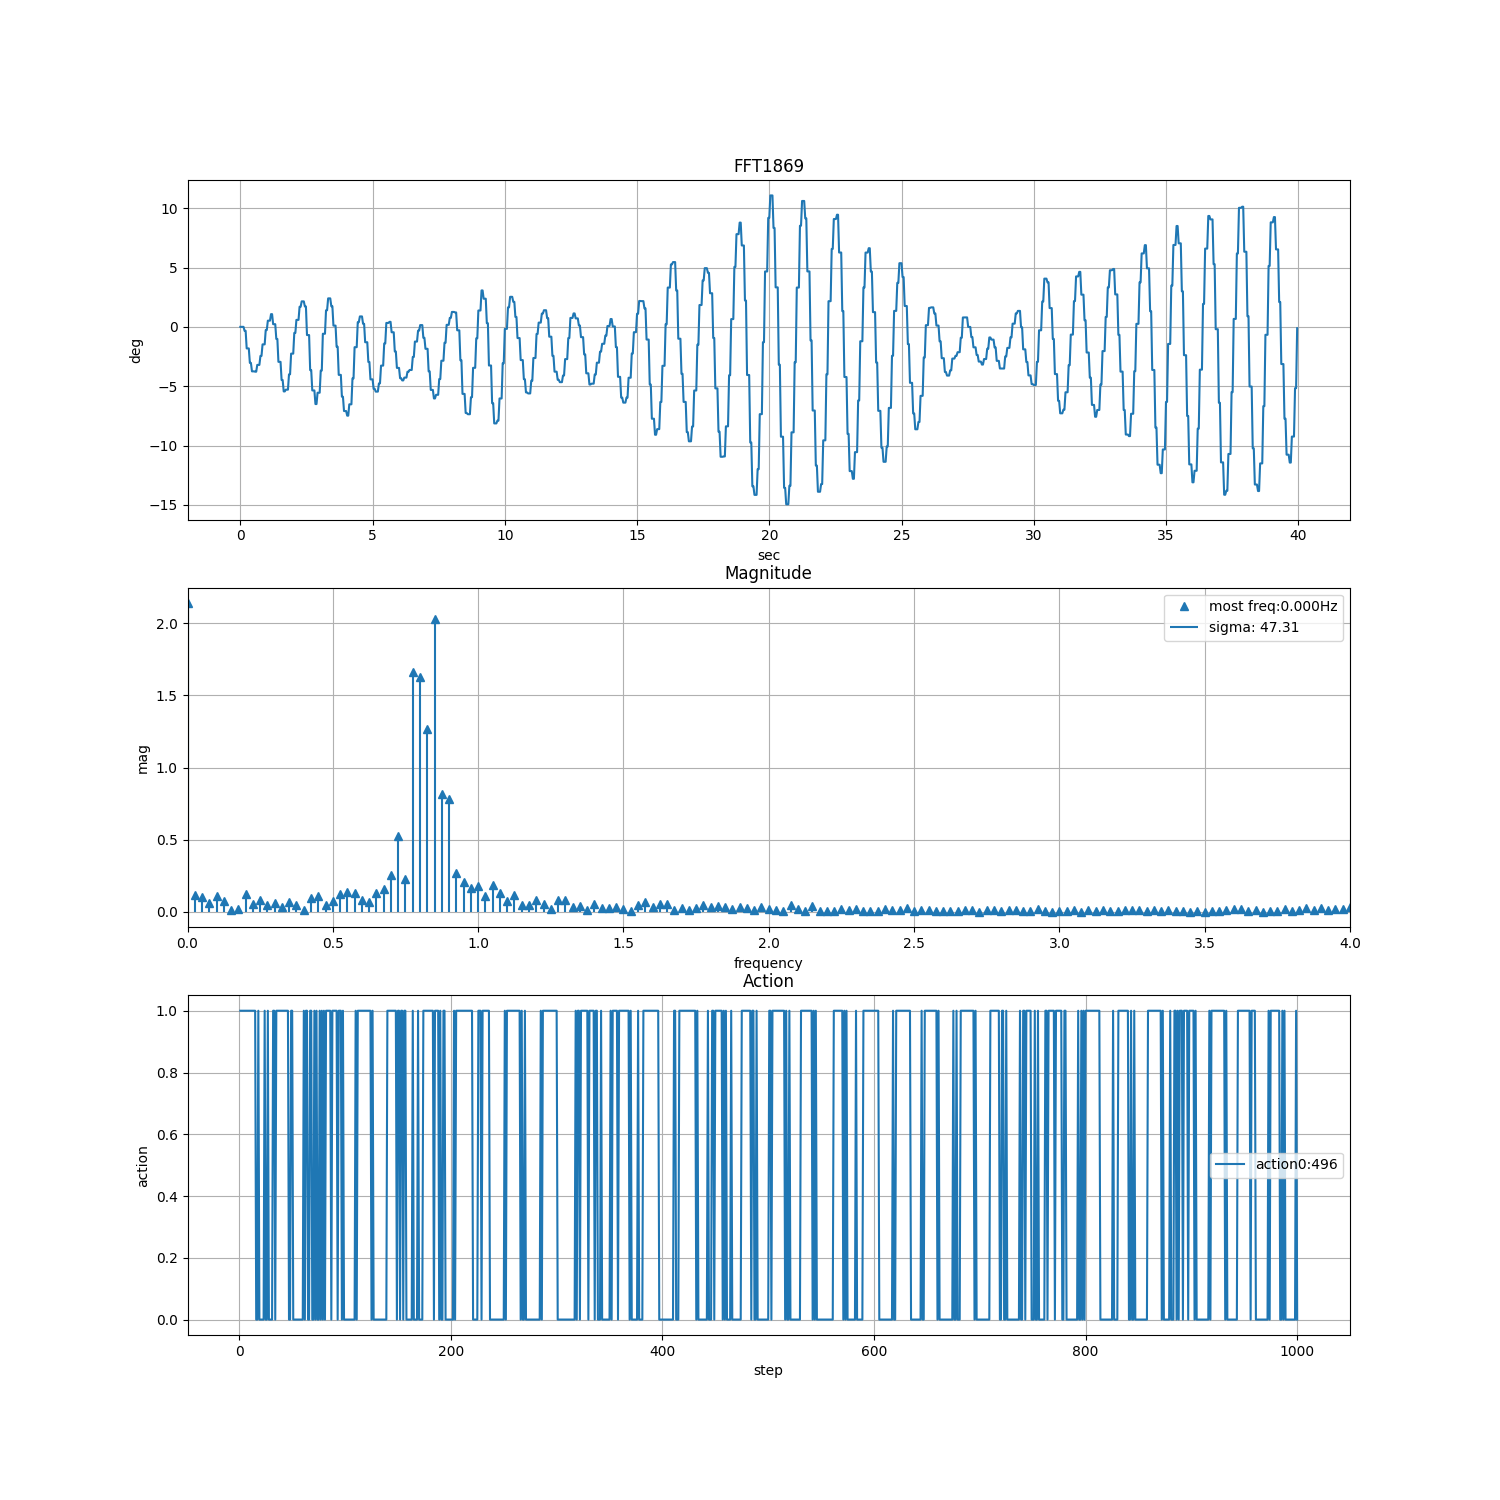 FFT1869
10
5
0
−5
−10
−15
deg
0 5 10 15 20 25 30 35 40
sec
Magnitude
most freq:0.000Hz
sigma: 47.31
2.0
1.5
1.0
0.5
0.0
mag
0.0 0.5 1.0 1.5 2.0 2.5 3.0 3.5 4.0
frequency
Action
1.0
0.8
0.6
0.4
0.2
0.0
action
action0:496
0 200 400 600 800 1000
step